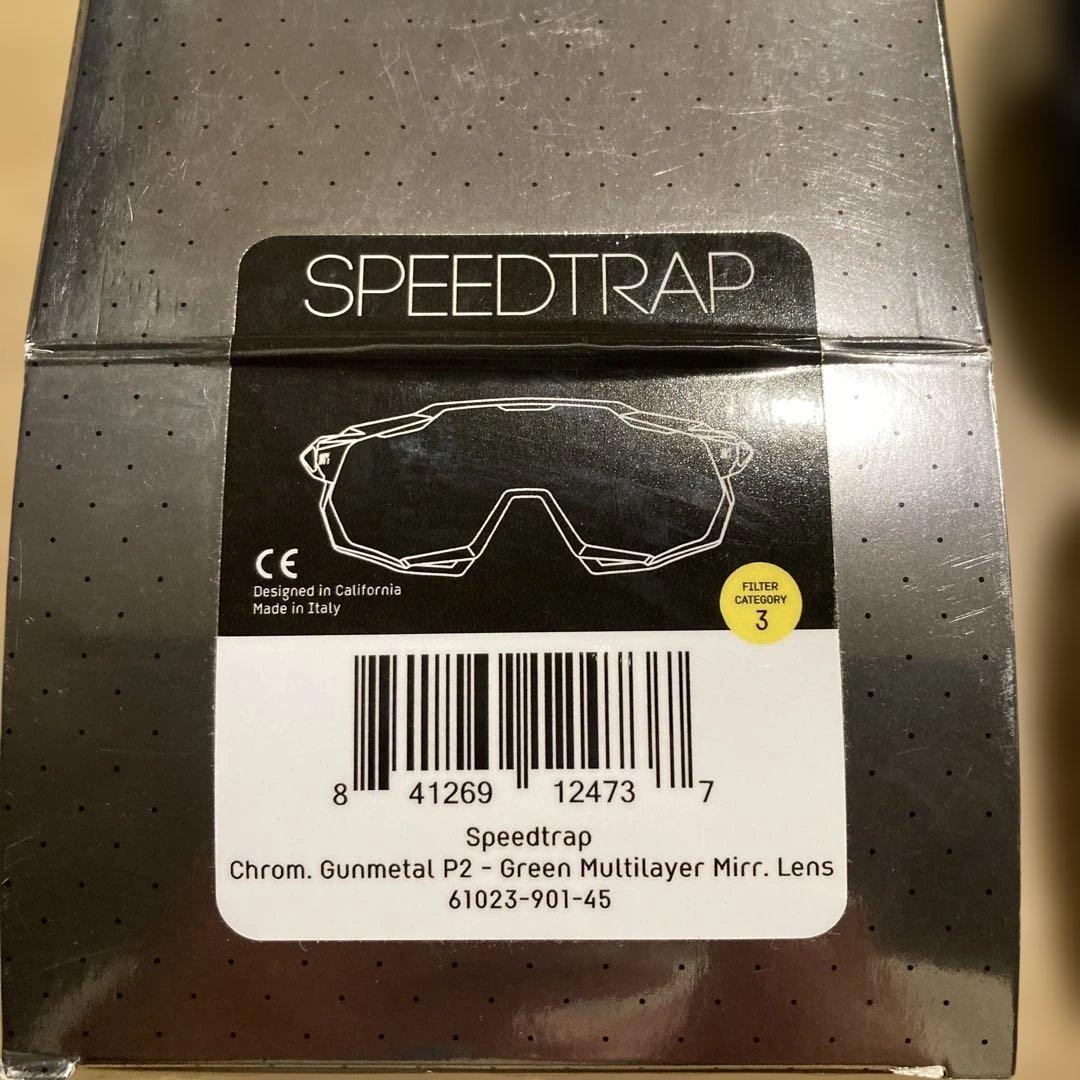 SPEEDTRAP
CE
Designed in California
Made in Italy
FILTER
CATEGORY
3
8 41269 12473 7
Speedtrap
Chrom. Gunmetal P2 - Green Multilayer Mirr. Lens
61023-901-45